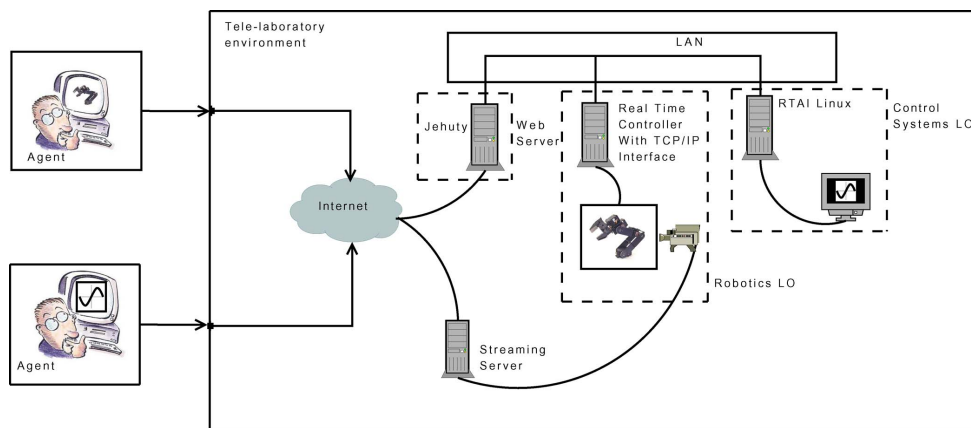 Tele-laboratory
environment
LAN
Agent
Jehuty
Web
Server
Real Time
Controller
With TCP/IP
Interface
RTAI Linux
Control
Systems LO
Internet
Robotics LO
Agent
Streaming
Server